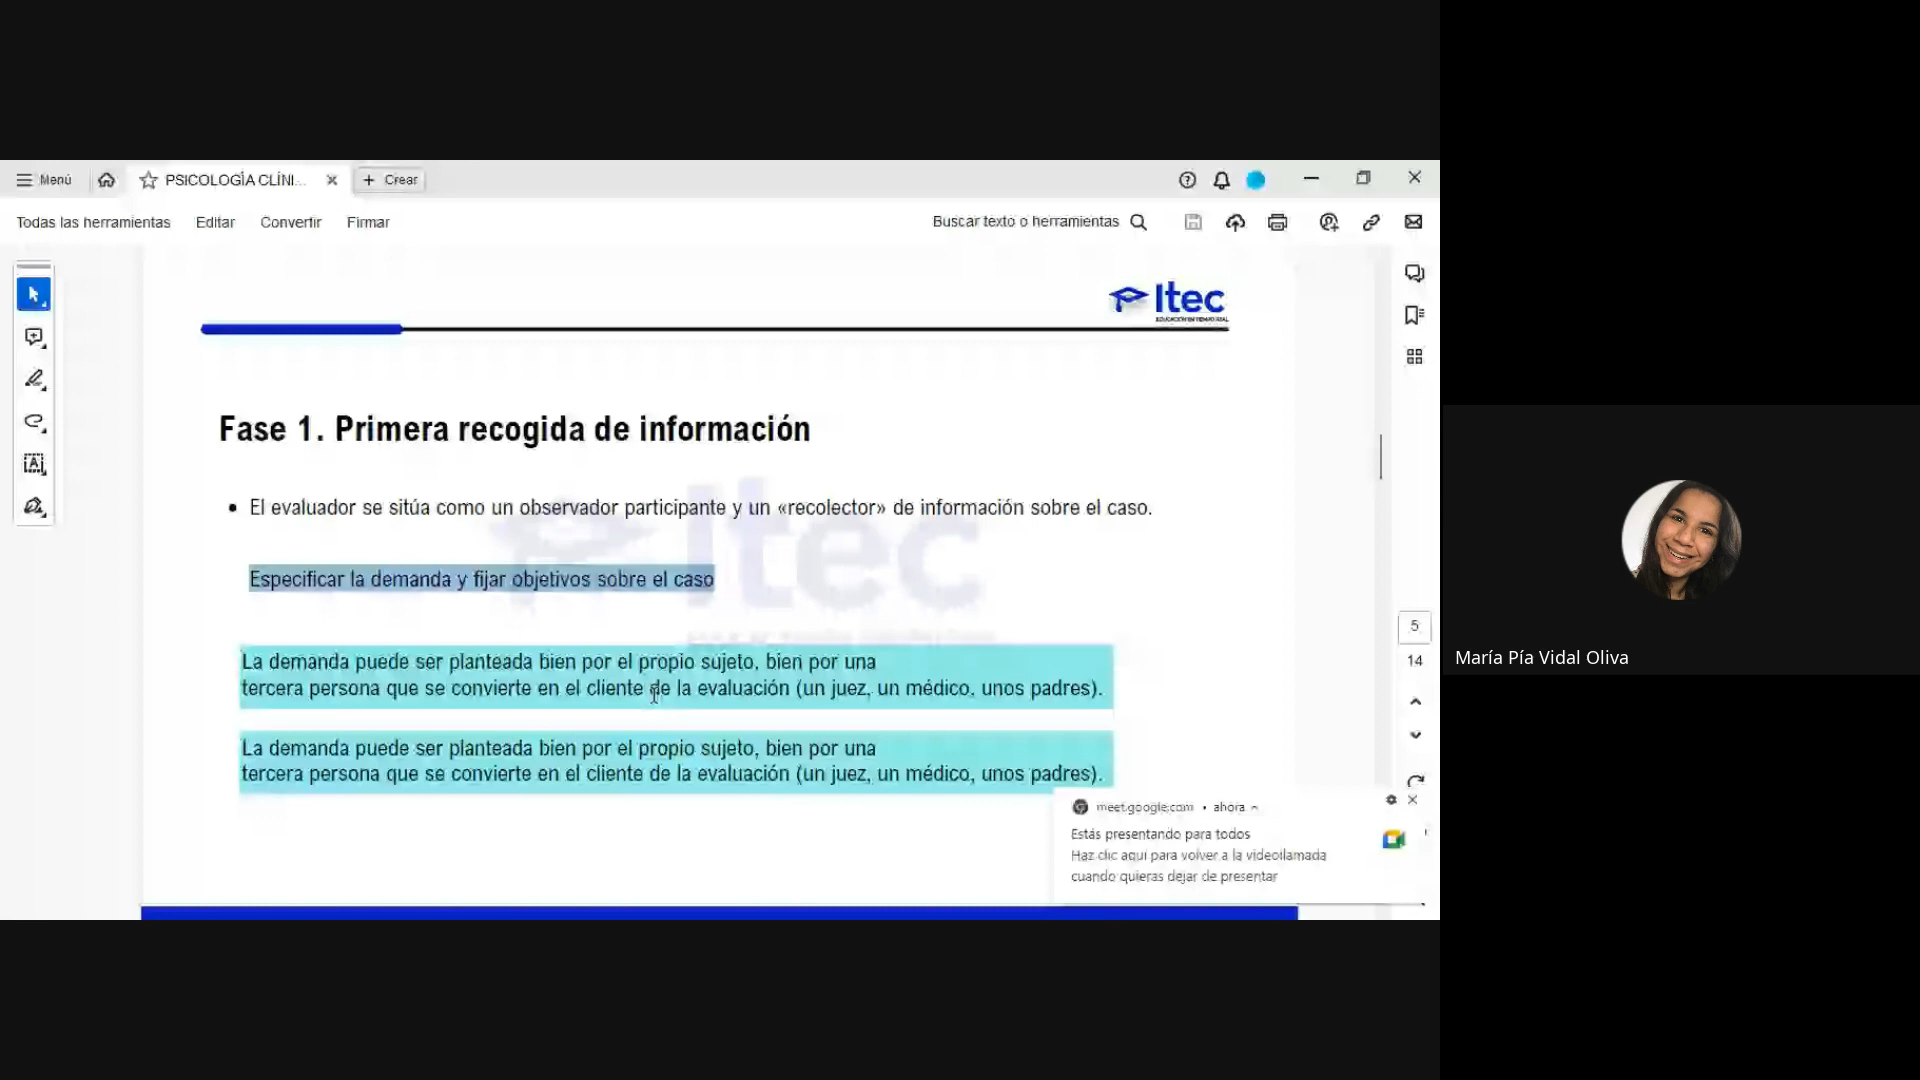 Menú
PSICOLOGÌA CLÍNI...
Crear
Todas las herramientas
Editar
Convertir
Firmar
Buscar texto o herramientas
Itec
Fase 1. Primera recogida de información
• El evaluador se sitúa como un observador participante y un «recolector» de información sobre el caso.
Especificar la demanda y fijar objetivos sobre el caso
La demanda puede ser planteada bien por el propio sujeto, bien por una
tercera persona que se convierte en el cliente de la evaluación (un juez, un médico, unos padres).
La demanda puede ser planteada bien por el propio sujeto, bien por una
tercera persona que se convierte en el cliente de la evaluación (un juez, un médico, unos padres).
Itec
5
14
meet.google.com • ahora
Estás presentando para todos
Haz clic aquí para volver a la videollamada
cuando quieras dejar de presentar
María Pía Vidal Oliva